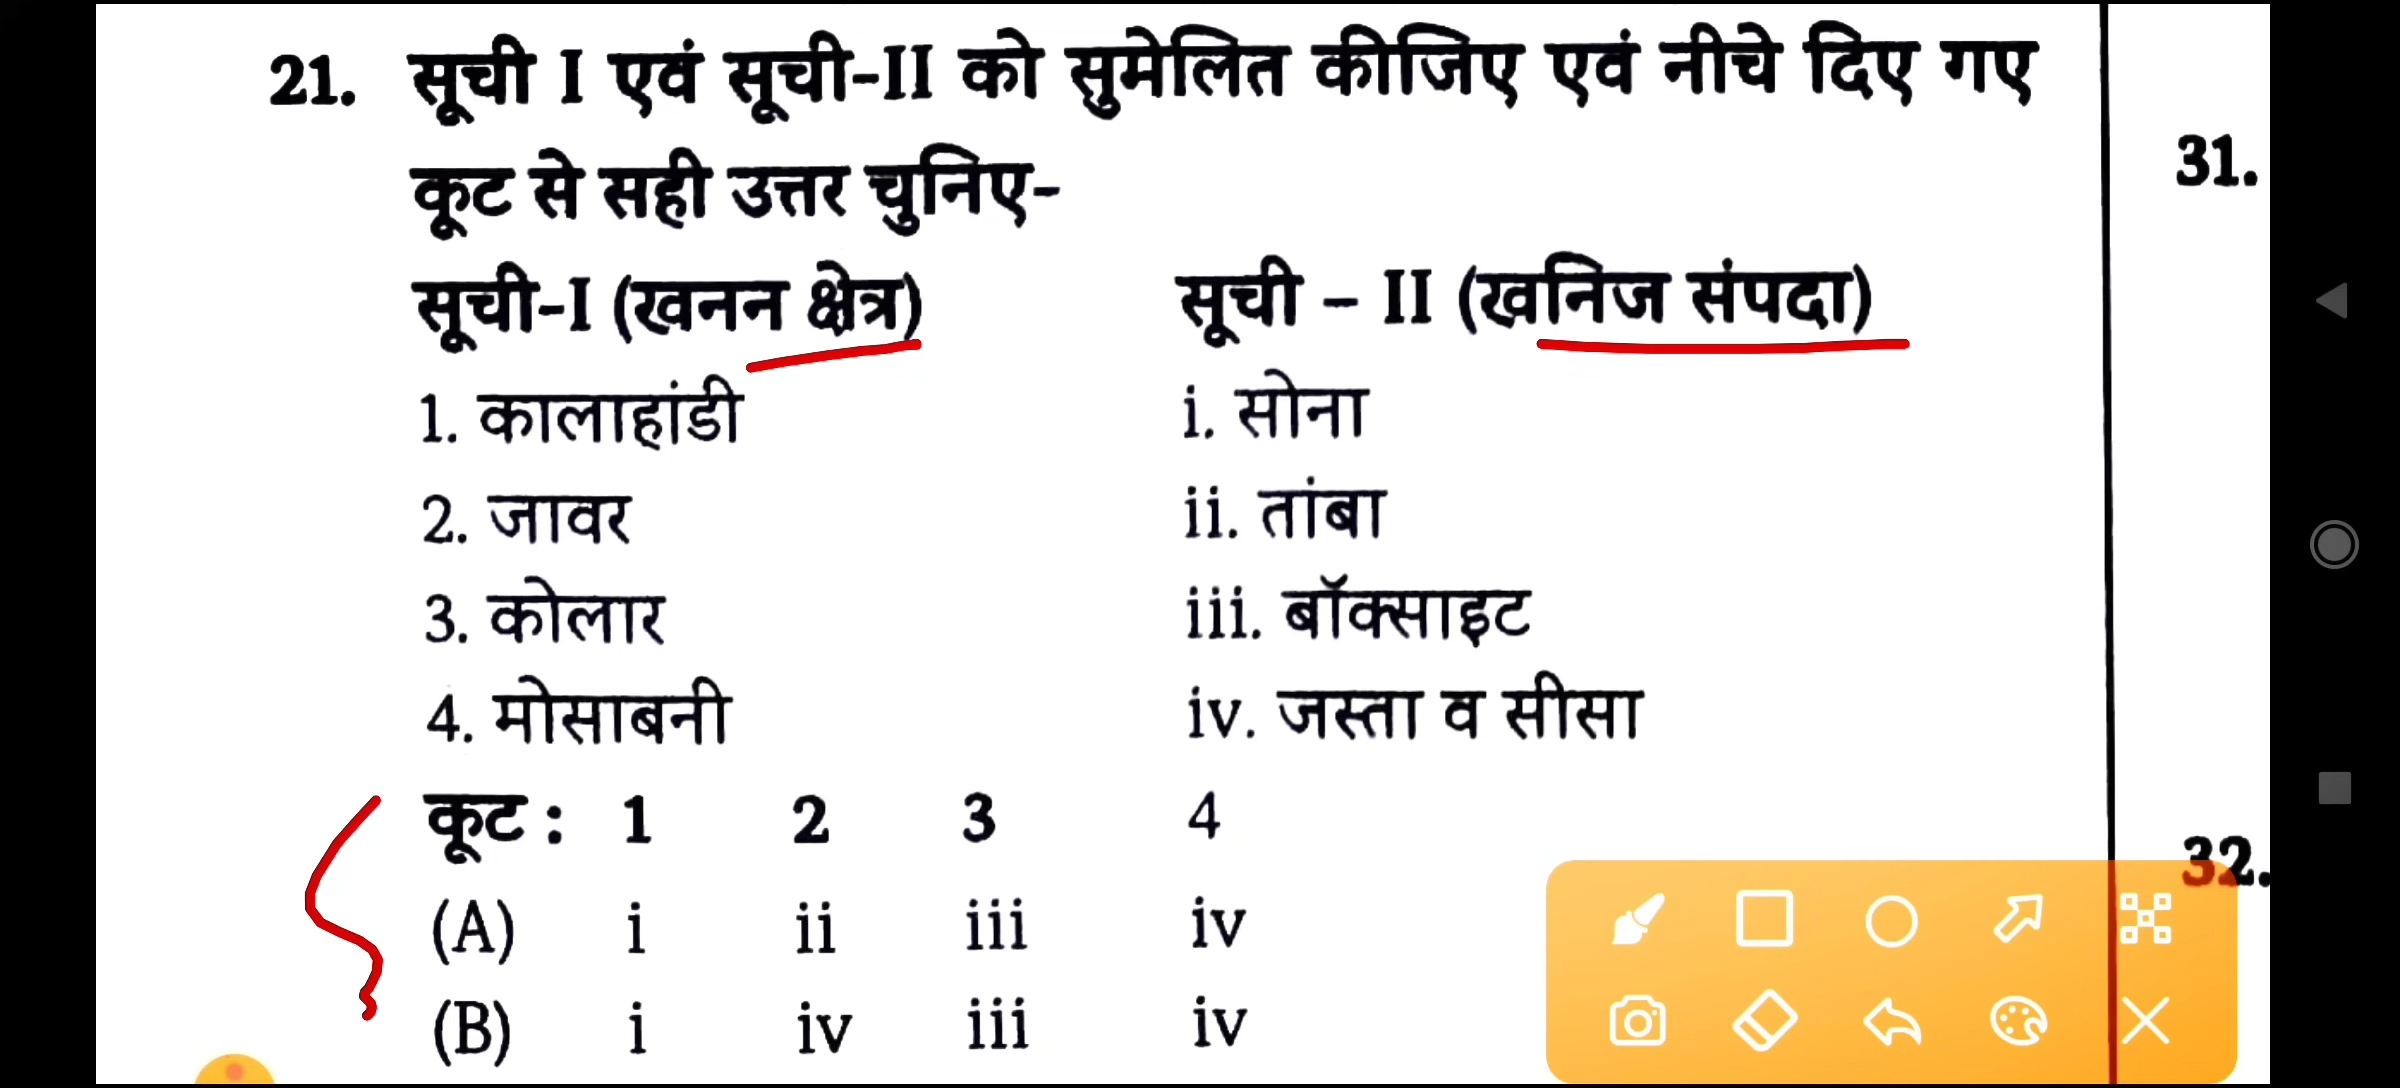 21. सूची I एवं सूची-II को सुमेलित कीजिए एवं नीचे दिए गए
कूट से सही उत्तर चुनिए-
सूची-I (खनन क्षेत्र) सूची – II (खनिज संपदा)
1. कालाहांडी i. सोना
2. जावर ii. तांबा
3. कोलार iii. बॉक्साइट
4. मोसाबनी iv. जस्ता व सीसा
कूट : 1 2 3 4
(A) i ii iii iv
(B) i iv iii iv
31.
32.